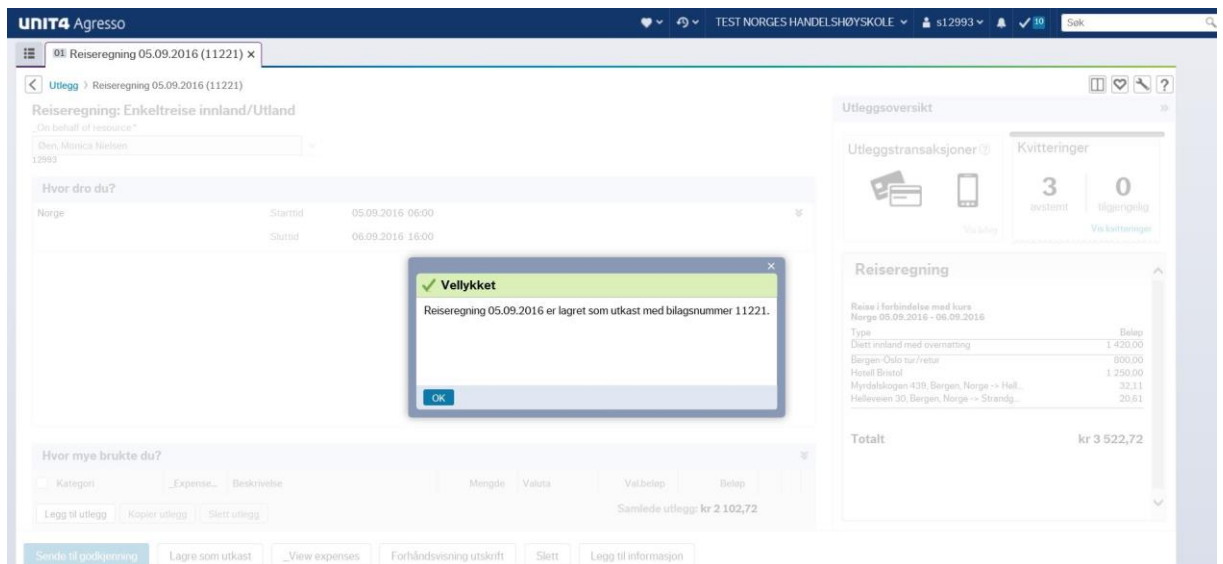 UNIT4 Agresso
TEST NORGES HANDELSHØYSKOLE
s12993
10
Søk
01 Reiseregning 05.09.2016 (11221) ×
Utlegg > Reiseregning 05.09.2016 (11221)
?
Reiseregning: Enkeltreise innland/Utland
_On behalf of resource*
Øen, Monica Nielsen
12993
Hvor dro du?
Norge Starttid 05.09.2016 06:00
Sluttid 06.09.2016 16:00
Vellykket
Reiseregning 05.09.2016 er lagret som utkast med bilagsnummer 11221.
OK
Hvor mye brukte du?
Kategori _Expense... Beskrivelse Mengde Valuta Val.beløp Beløp
Legg til utlegg Kopier utlegg Slett utlegg Samlede utlegg: kr 2 102,72
Sende til godkjenning Lagre som utkast _View expenses Forhåndsvisning utskrift Slett Legg til informasjon
Utleggsoversikt
Utleggstransaksjoner ?
Vis bilag
Kvitteringer
3 0
avstemt tilgjengelig
Vis kvitteringer
Reiseregning
Reise i forbindelse med kurs
Norge 05.09.2016 - 06.09.2016
Type Beløp
Diett innland med overnatting 1 420,00
Bergen-Oslo tur/retur 800,00
Hotell Bristol 1 250,00
Myrdalskogen 439, Bergen, Norge -> Hell... 32,11
Helleveien 30, Bergen, Norge -> Strandg... 20,61
Totalt kr 3 522,72